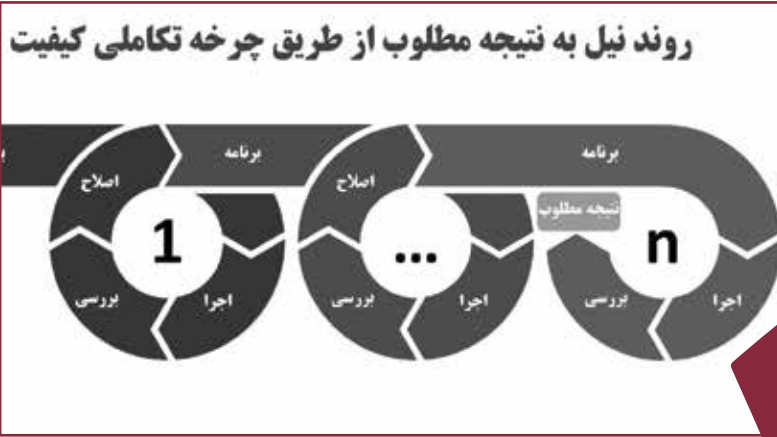 روند نیل به نتیجه مطلوب از طریق چرخه تکاملی کیفیت
برنامه
برنامه
اصلاح
اصلاح
نتیجه مطلوب
1
...
n
بررسی
اجرا
بررسی
اجرا
بررسی
اجرا